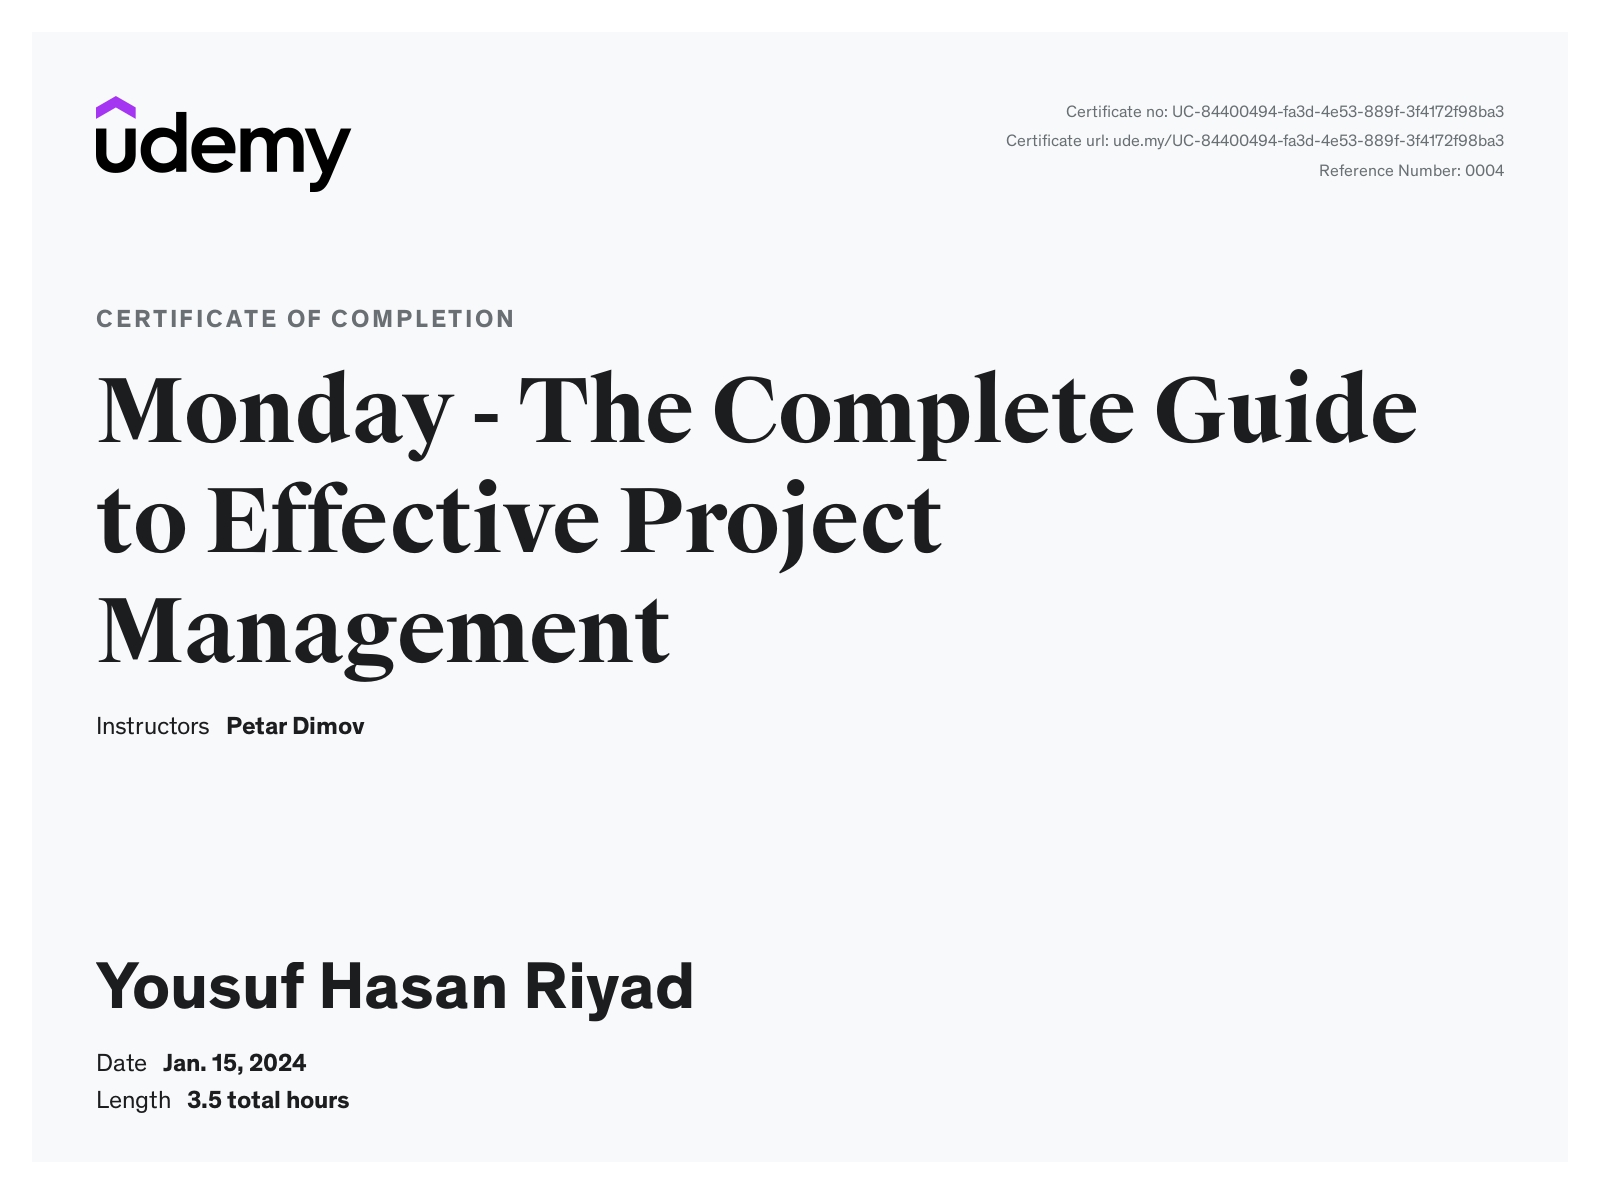 udemy
Certificate no: UC-84400494-fa3d-4e53-889f-3f4172f98ba3
Certificate url: ude.my/UC-84400494-fa3d-4e53-889f-3f4172f98ba3
Reference Number: 0004
CERTIFICATE OF COMPLETION
Monday - The Complete Guide
to Effective Project
Management
Instructors Petar Dimov
Yousuf Hasan Riyad
Date Jan. 15, 2024
Length 3.5 total hours